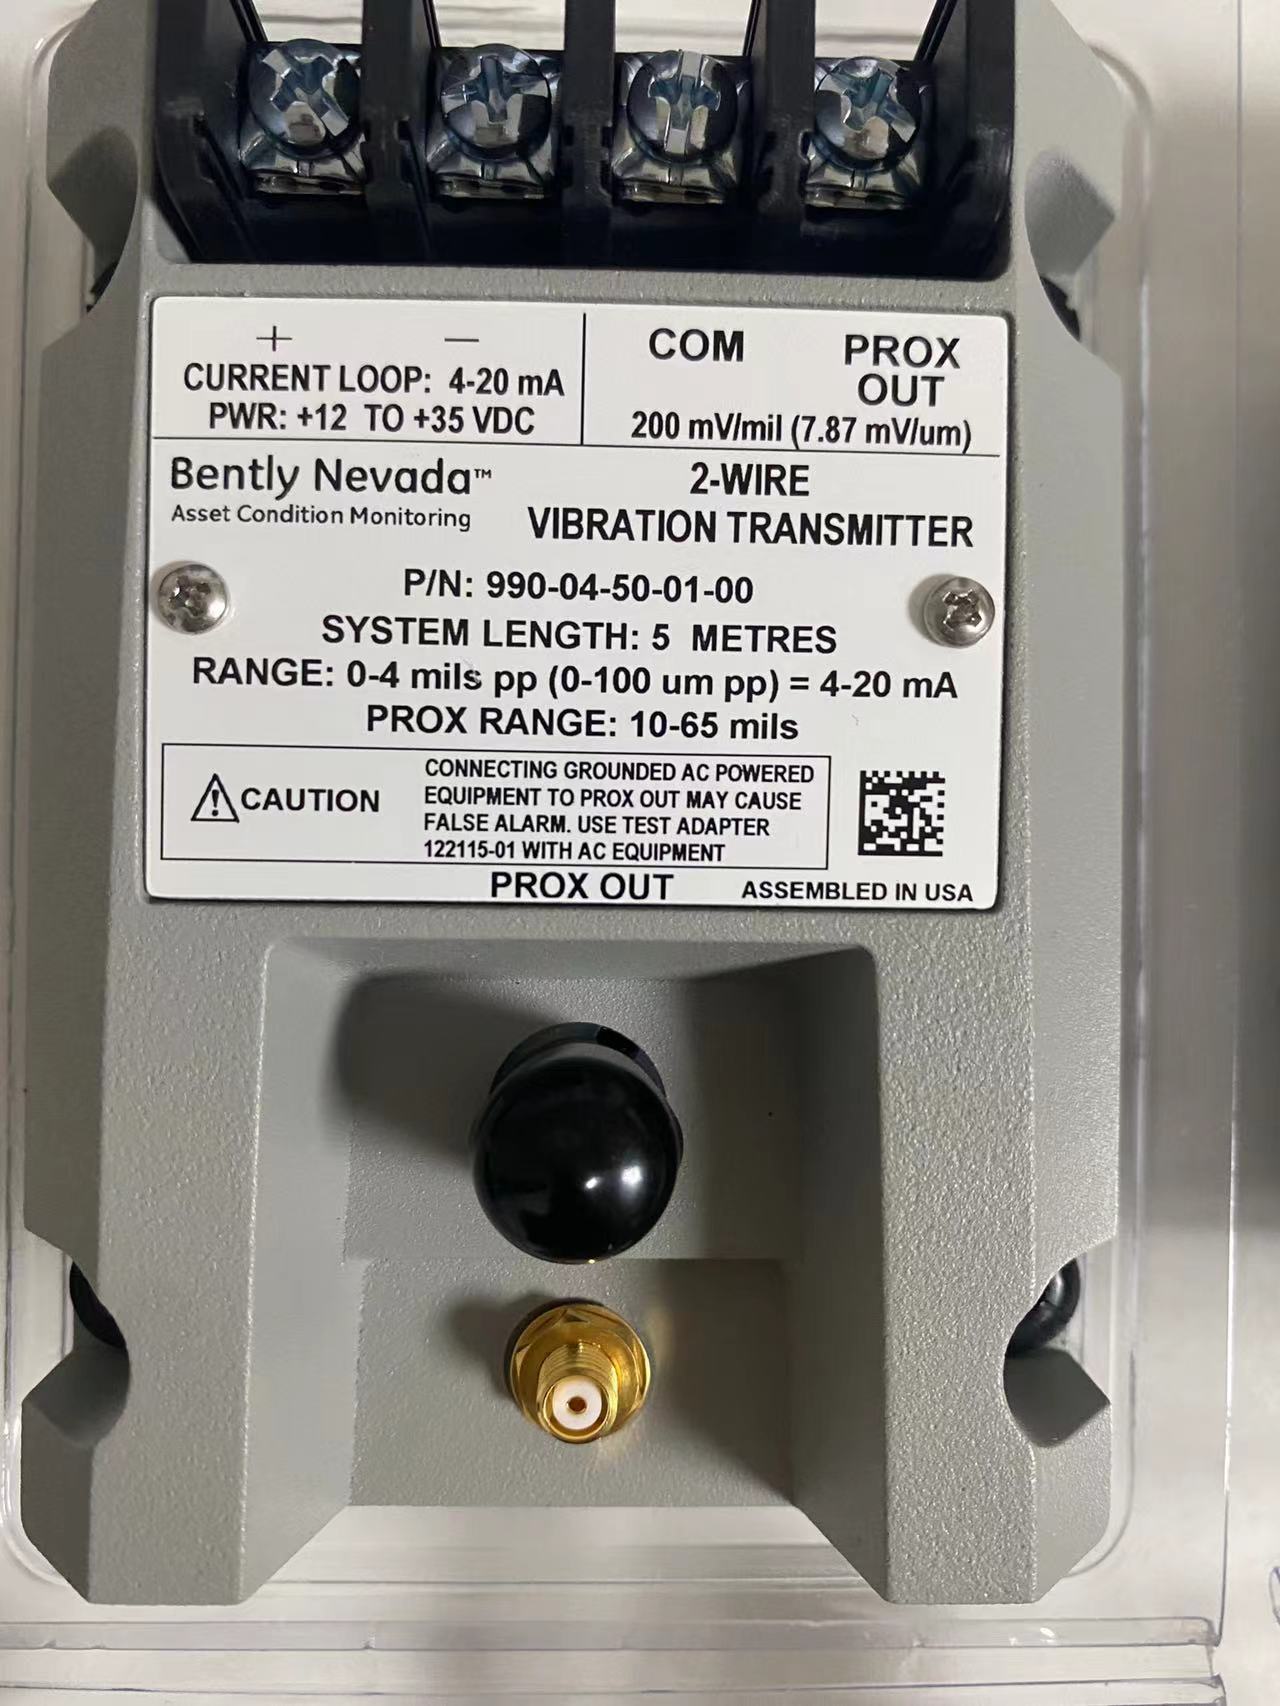 + —
CURRENT LOOP: 4-20 mA
PWR: +12 TO +35 VDC
COM PROX
OUT
200 mV/mil (7.87 mV/um)
Bently Nevada™
Asset Condition Monitoring
2-WIRE
VIBRATION TRANSMITTER
P/N: 990-04-50-01-00
SYSTEM LENGTH: 5 METRES
RANGE: 0-4 mils pp (0-100 um pp) = 4-20 mA
PROX RANGE: 10-65 mils
CAUTION
CONNECTING GROUNDED AC POWERED
EQUIPMENT TO PROX OUT MAY CAUSE
FALSE ALARM. USE TEST ADAPTER
122115-01 WITH AC EQUIPMENT
PROX OUT
ASSEMBLED IN USA